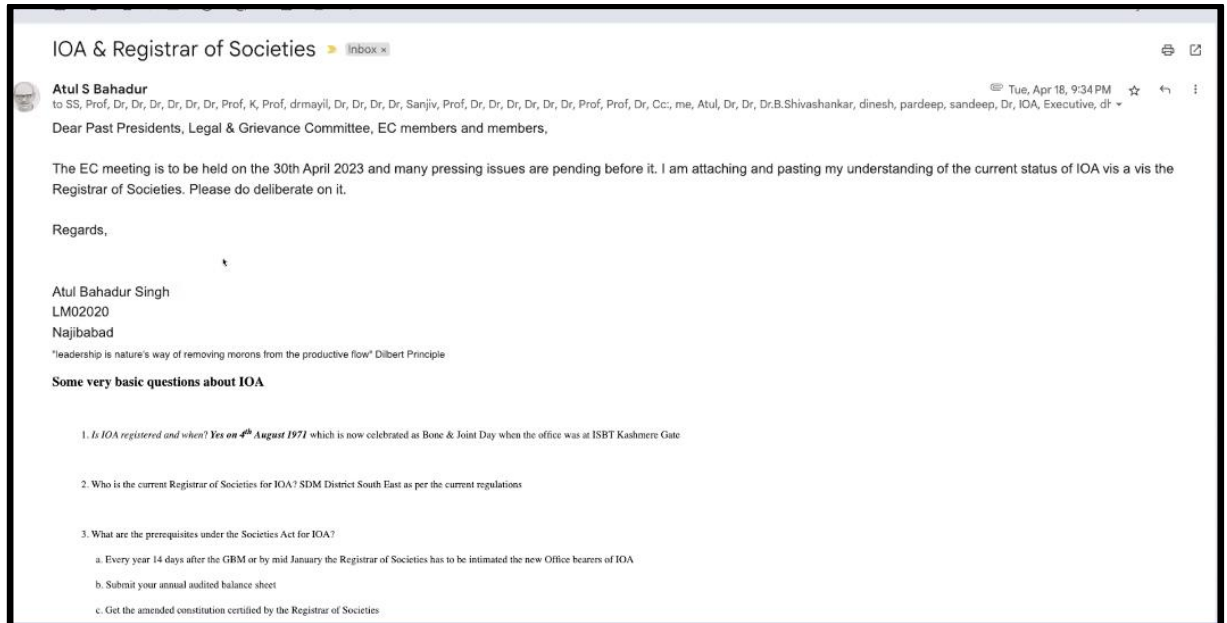 IOA & Registrar of Societies Inbox ×
Atul S Bahadur
Tue, Apr 18, 9:34 PM
to SS, Prof, Dr, Dr, Dr, Dr, Dr, Dr, Prof, K, Prof, drmayil, Dr, Dr, Dr, Dr, Sanjiv, Prof, Dr, Dr, Dr, Dr, Dr, Dr, Prof, Prof, Dr, Cc:, me, Atul, Dr, Dr, Dr.B.Shivashankar, dinesh, pardeep, sandeep, Dr, IOA, Executive,
Dear Past Presidents, Legal & Grievance Committee, EC members and members,
The EC meeting is to be held on the 30th April 2023 and many pressing issues are pending before it. I am attaching and pasting my understanding of the current status of IOA vis a vis the
Registrar of Societies. Please do deliberate on it.
Regards,
Atul Bahadur Singh
LM02020
Najibabad
"leadership is nature's way of removing morons from the productive flow" Dilbert Principle
Some very basic questions about IOA
1. Is IOA registered and when? Yes on 4th August 1971 which is now celebrated as Bone & Joint Day when the office was at ISBT Kashmere Gate
2. Who is the current Registrar of Societies for IOA? SDM District South East as per the current regulations
3. What are the prerequisites under the Societies Act for IOA?
a. Every year 14 days after the GBM or by mid January the Registrar of Societies has to be intimated the new Office bearers of IOA
b. Submit your annual audited balance sheet
c. Get the amended constitution certified by the Registrar of Societies